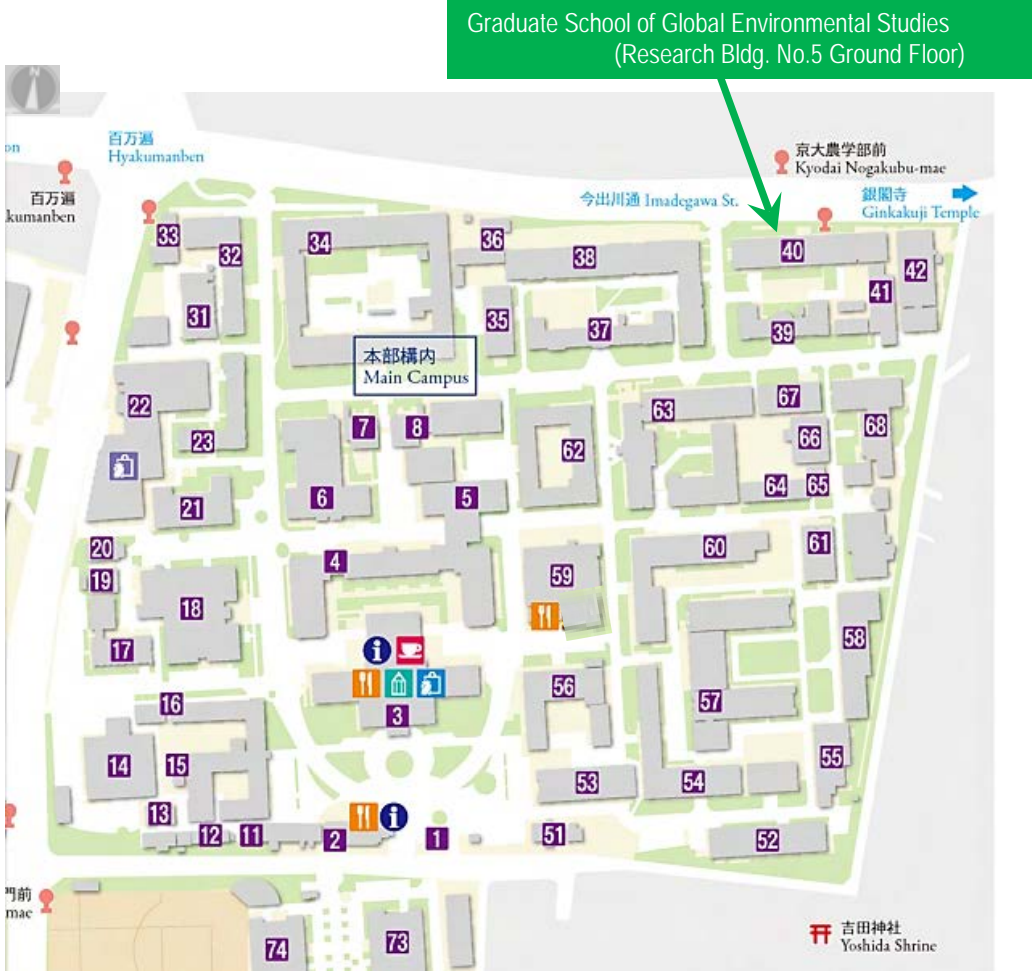 Graduate School of Global Environmental Studies
(Research Bldg. No.5 Ground Floor)
N
on
百万遍
Hyakumanben
百万遍
kumanben
京大農学部前
Kyodai Nogakubu-mae
今出川通 Imadegawa St.
銀閣寺
Ginkakuji Temple
33
32
34
36
38
40
42
41
31
35
37
39
本部構内
Main Campus
22
7
8
63
67
23
62
66
68
6
5
64
65
21
20
4
60
61
59
19
18
17
i
58
56
16
3
57
14
15
53
54
55
13
i
12
11
2
1
51
52
門前
mae
74
73
吉田神社
Yoshida Shrine